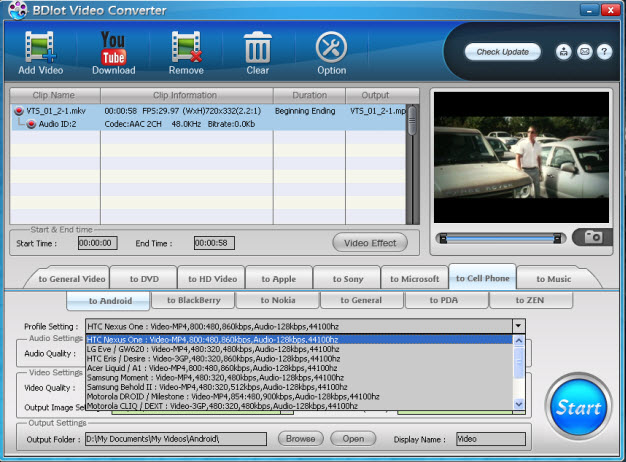 BDlot Video Converter
You
Tube
Add Video Download Remove Clear Option
Check Update
?
Clip Name Clip Information Duration Output
VTS_01_2-1.mkv 00:00:58 FPS:29.97 (WxH)720x332(2.2:1) Beginning Ending VTS_01_2-1.mp
Audio ID:2 Codec:AAC 2CH 48.0KHz Bitrate:0.0Kb
Start & End time
Start Time : 00:00:00 End Time : 00:00:58 Video Effect
to General Video to DVD to HD Video to Apple to Sony to Microsoft to Cell Phone to Music
to Android to BlackBerry to Nokia to General to PDA to ZEN
Profile Setting : HTC Nexus One : Video-MP4,800:480,860kbps,Audio-128kbps,44100hz
Audio Settings
HTC Nexus One : Video-MP4,800:480,860kbps,Audio-128kbps,44100hz
LG Eve / GW620 : Video-MP4,480:320,480kbps,Audio-128kbps,44100hz
Audio Quality :
HTC Eris / Desire : Video-3GP,480:320,860kbps,Audio-128kbps,44100hz
Acer Liquid / A1 : Video-MP4,800:480,860kbps,Audio-128kbps,44100hz
Video Settings
Samsung Moment : Video-MP4,480:320,480kbps,Audio-128kbps,44100hz
Video Quality :
Samsung Behold II : Video-MP4,480:320,512kbps,Audio-128kbps,44100hz
Motorola DROID / Milestone : Video-MP4,854:480,900kbps,Audio-128kbps,44100hz
Output Image Se
Motorola CLIQ / DEXT : Video-3GP,480:320,480kbps,Audio-128kbps,44100hz
Start
Output Settings
Output Folder : D:\My Documents\My Videos\Android\ Browse Open Display Name : Video